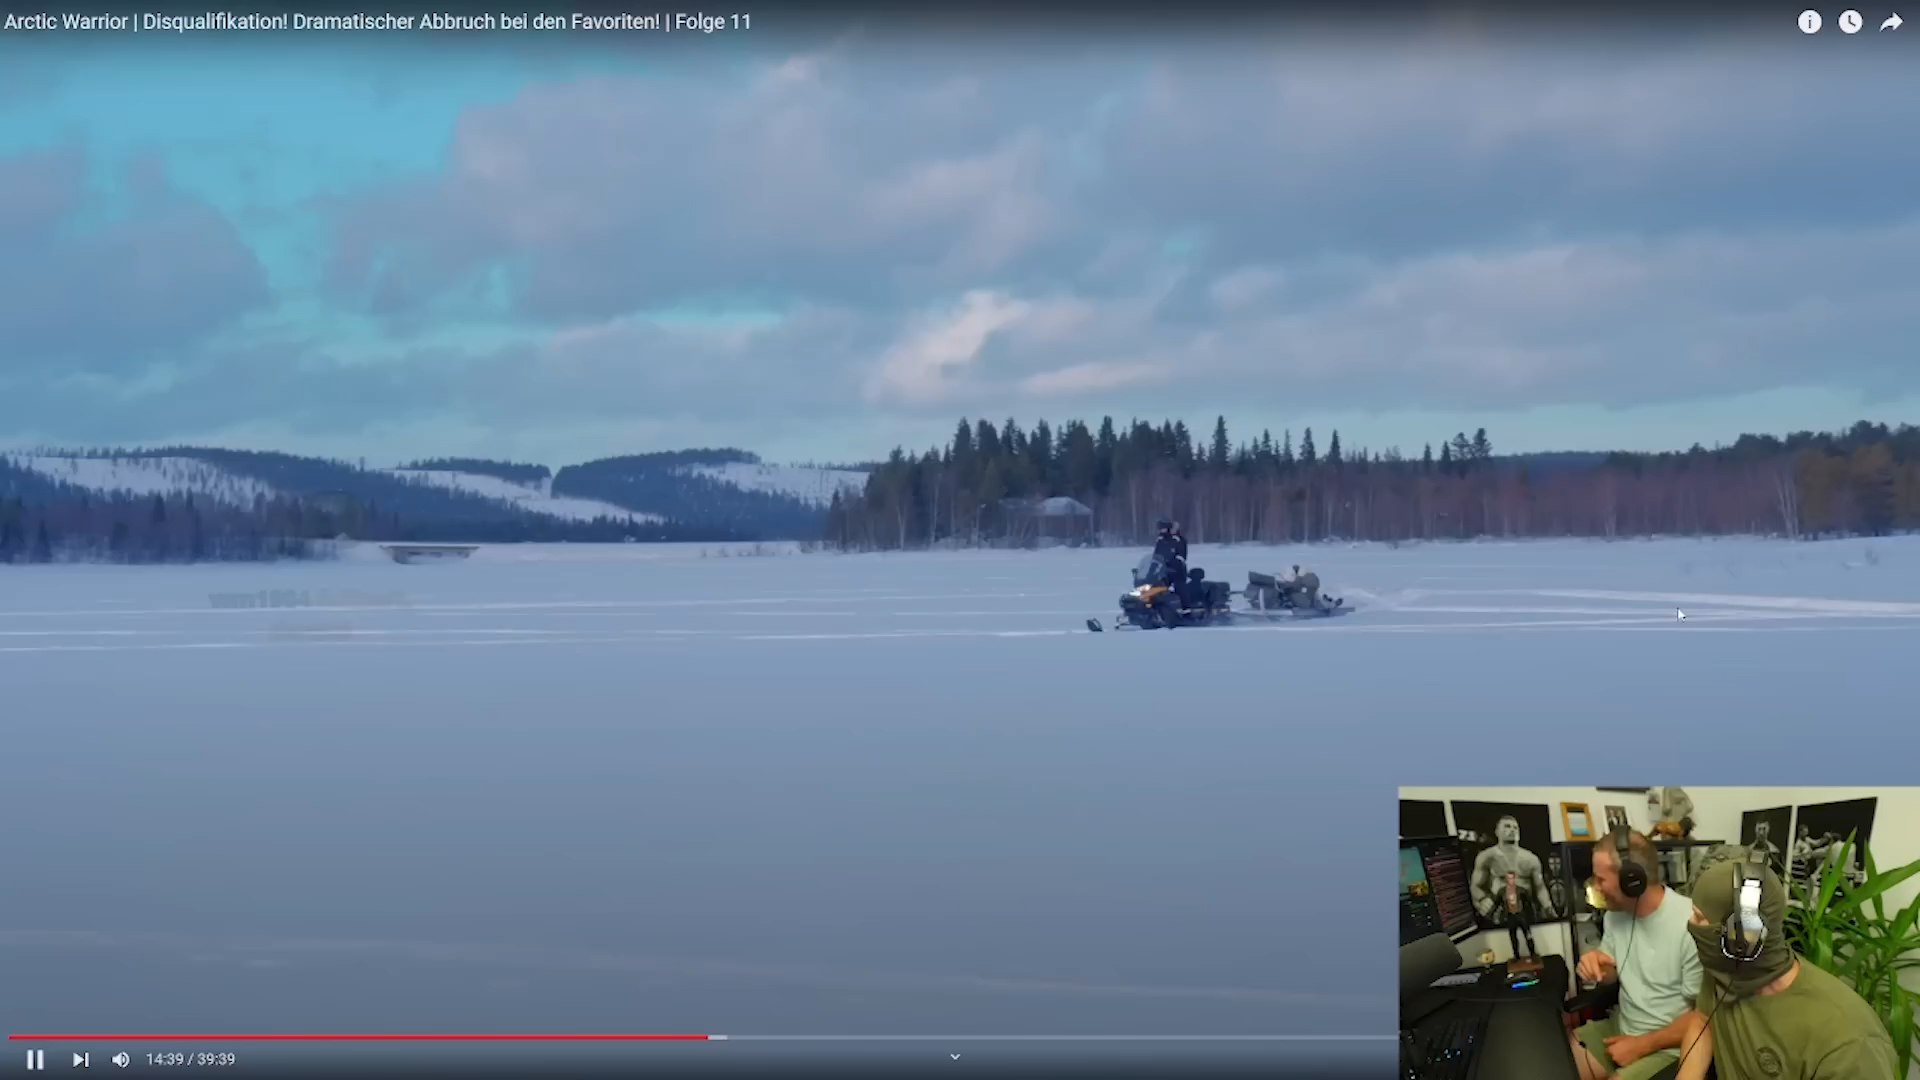 Arctic Warrior | Disqualifikation! Dramatischer Abbruch bei den Favoriten! | Folge 11
14:39 / 39:39